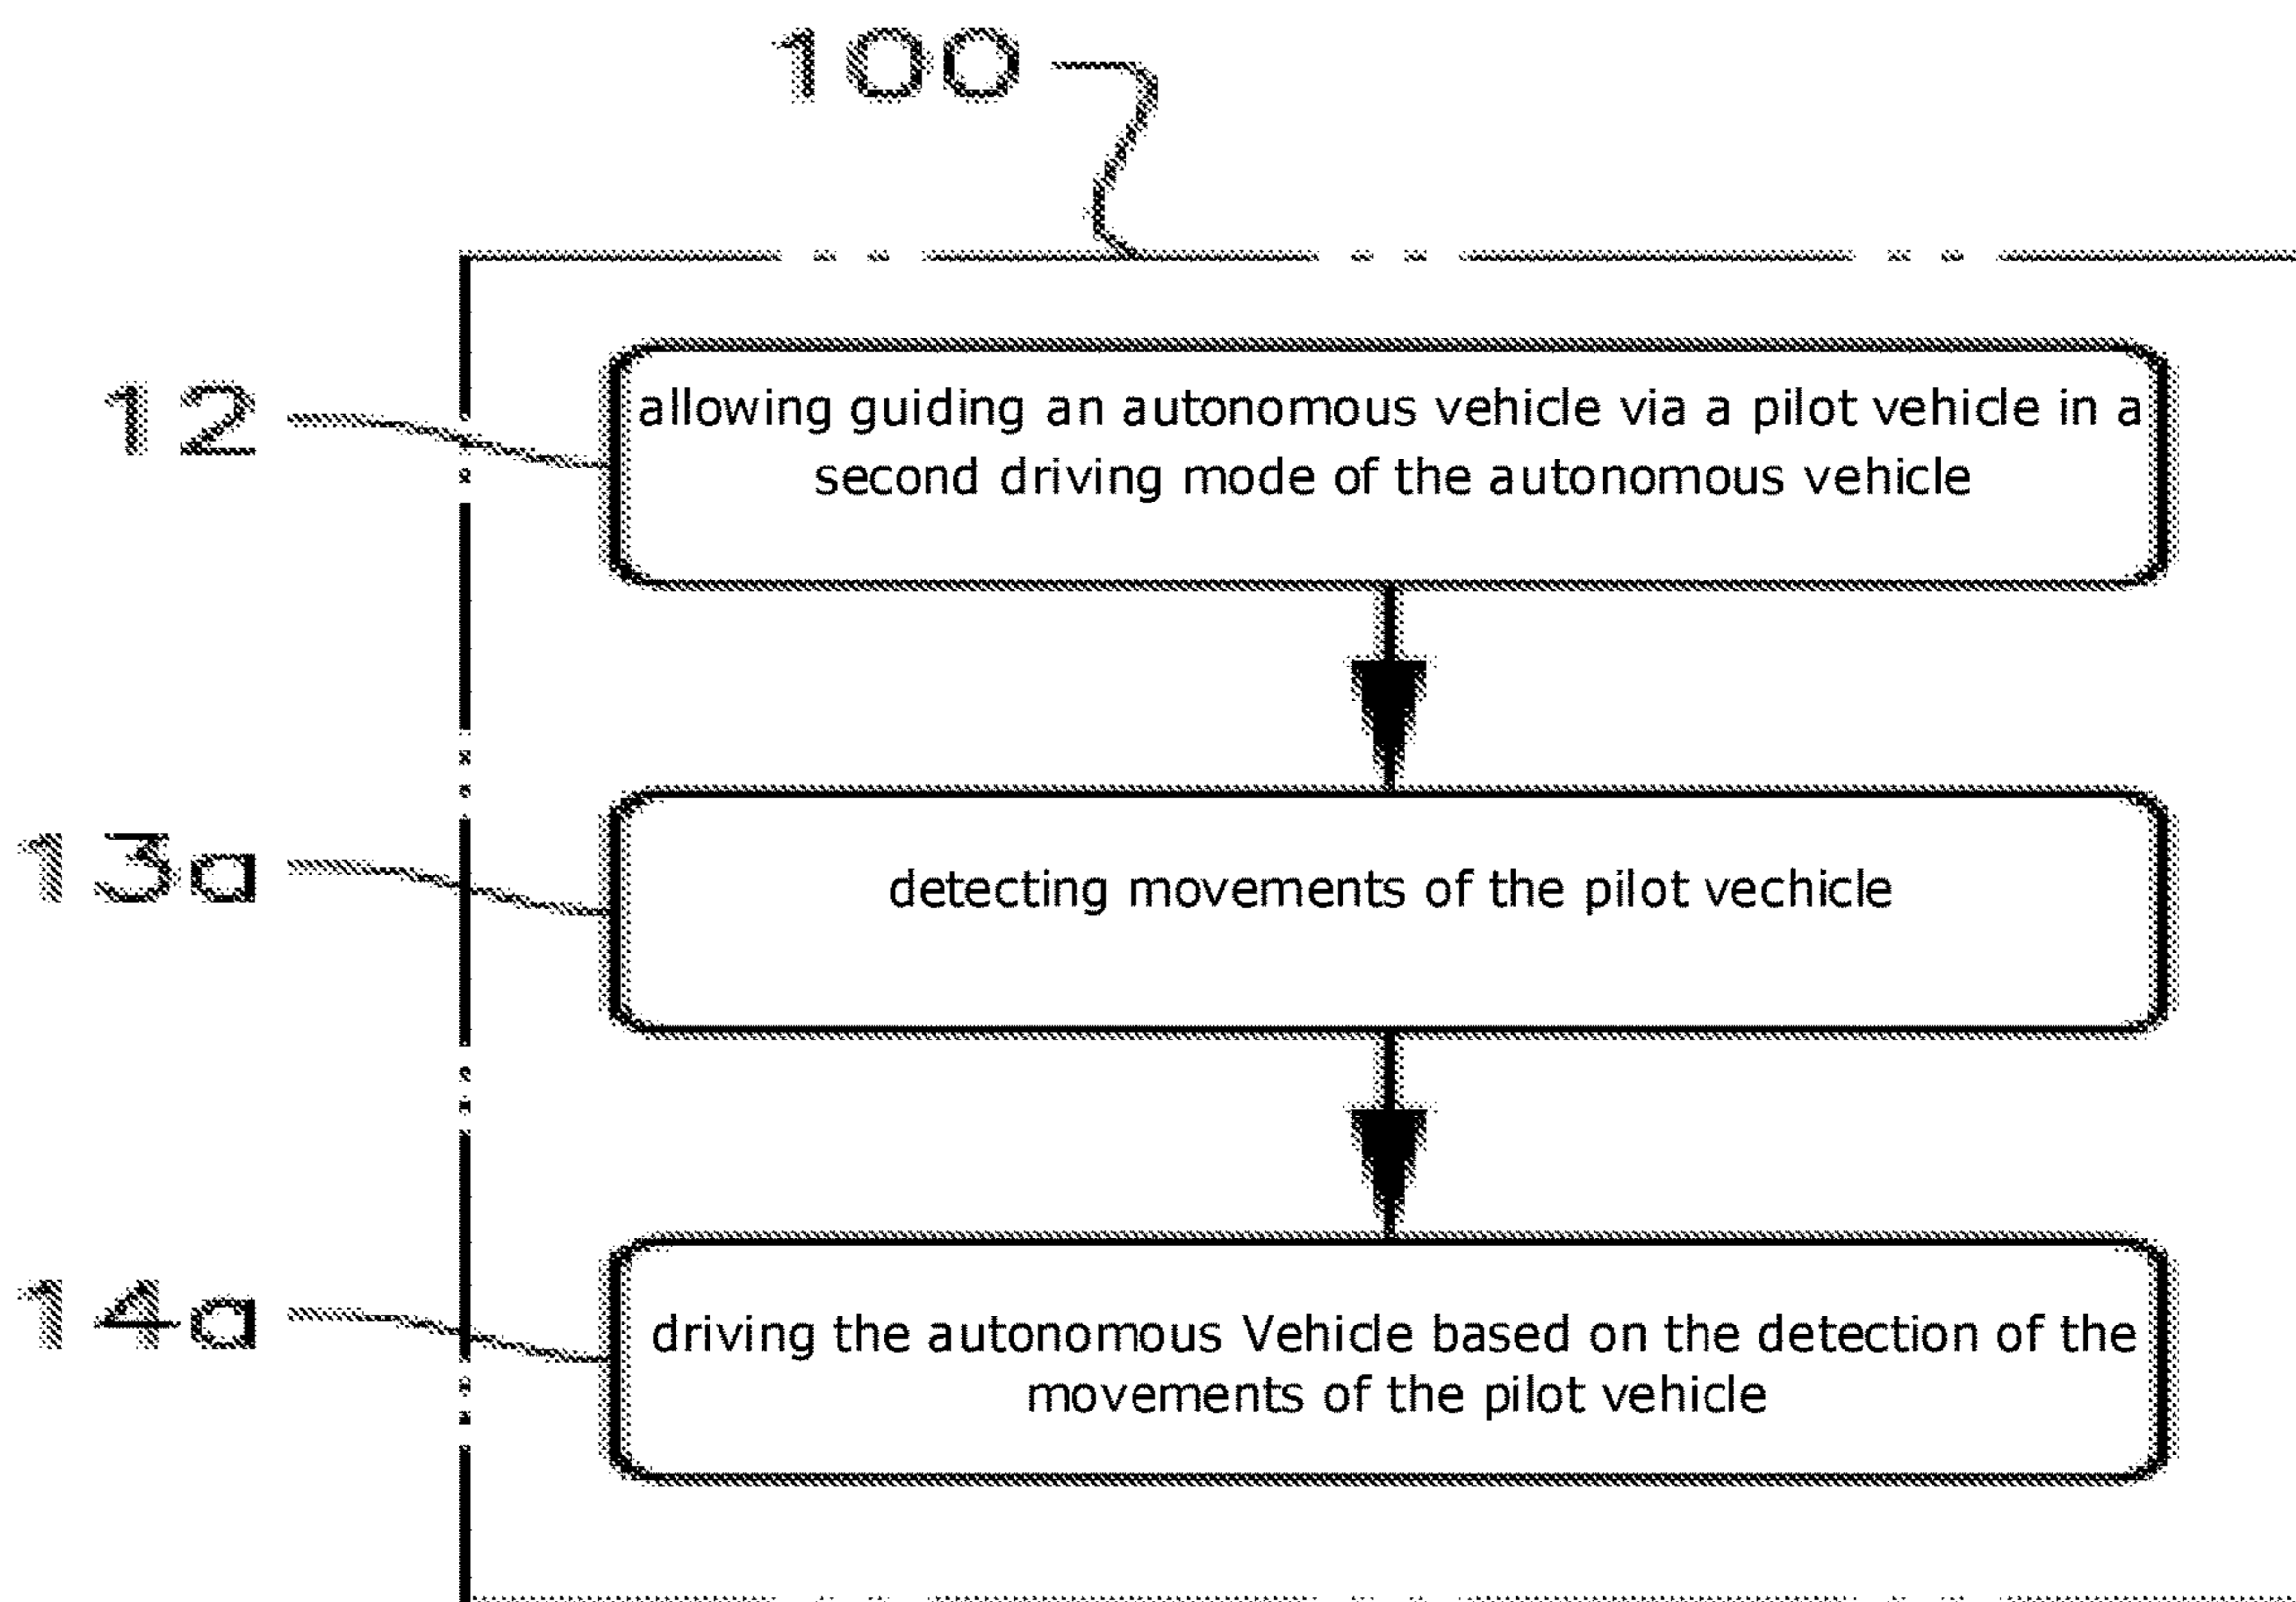 100
12
allowing guiding an autonomous vehicle via a pilot vehicle in a
second driving mode of the autonomous vehicle
13a
detecting movements of the pilot vechicle
14a
driving the autonomous Vehicle based on the detection of the
movements of the pilot vehicle